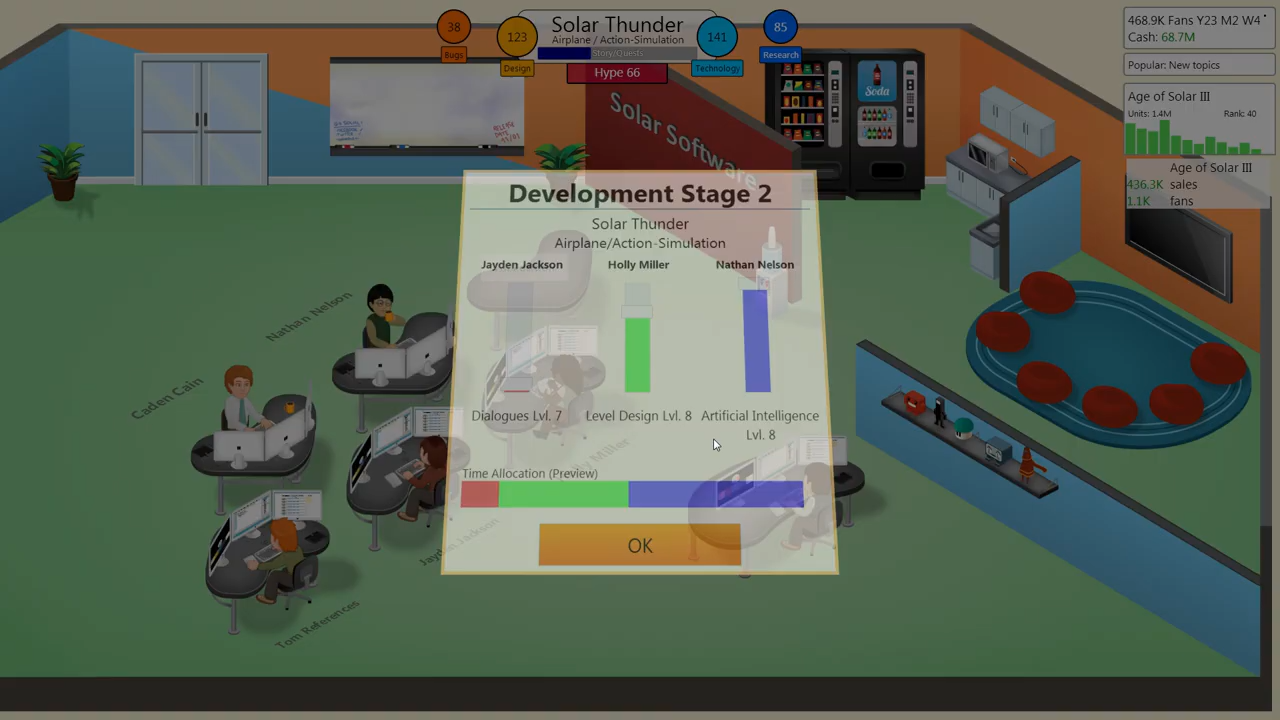 38
Bugs
123
Design
Solar Thunder
Airplane / Action-Simulation
Story/Quests
Hype 66
141
Technology
85
Research
468.9K Fans Y23 M2 W4
Cash: 68.7M
Popular: New topics
Age of Solar III
Units: 1.4M
Rank: 40
Age of Solar III
436.3K sales
1.1K fans
Soda
RELEASE
Solar Software
Development Stage 2
Solar Thunder
Airplane/Action-Simulation
Jayden Jackson
Holly Miller
Nathan Nelson
Dialogues Lvl. 7
Level Design Lvl. 8
Artificial Intelligence
Lvl. 8
Time Allocation (Preview)
OK
Nathan Nelson
Caden Cain
Miller
Jayden Jackson
Tom References